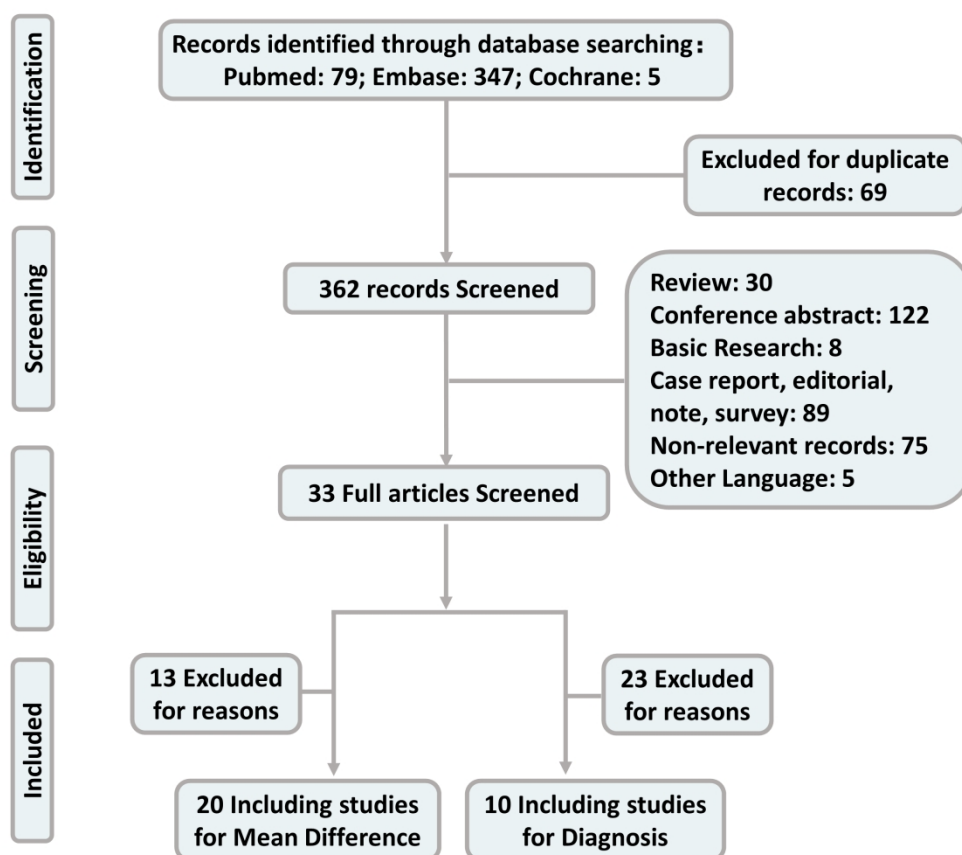 Identification
Records identified through database searching：
Pubmed: 79; Embase: 347; Cochrane: 5
Excluded for duplicate
records: 69
Screening
362 records Screened
Review: 30
Conference abstract: 122
Basic Research: 8
Case report, editorial,
note, survey: 89
Non-relevant records: 75
Other Language: 5
Eligibility
33 Full articles Screened
Included
13 Excluded
for reasons
23 Excluded
for reasons
20 Including studies
for Mean Difference
10 Including studies
for Diagnosis